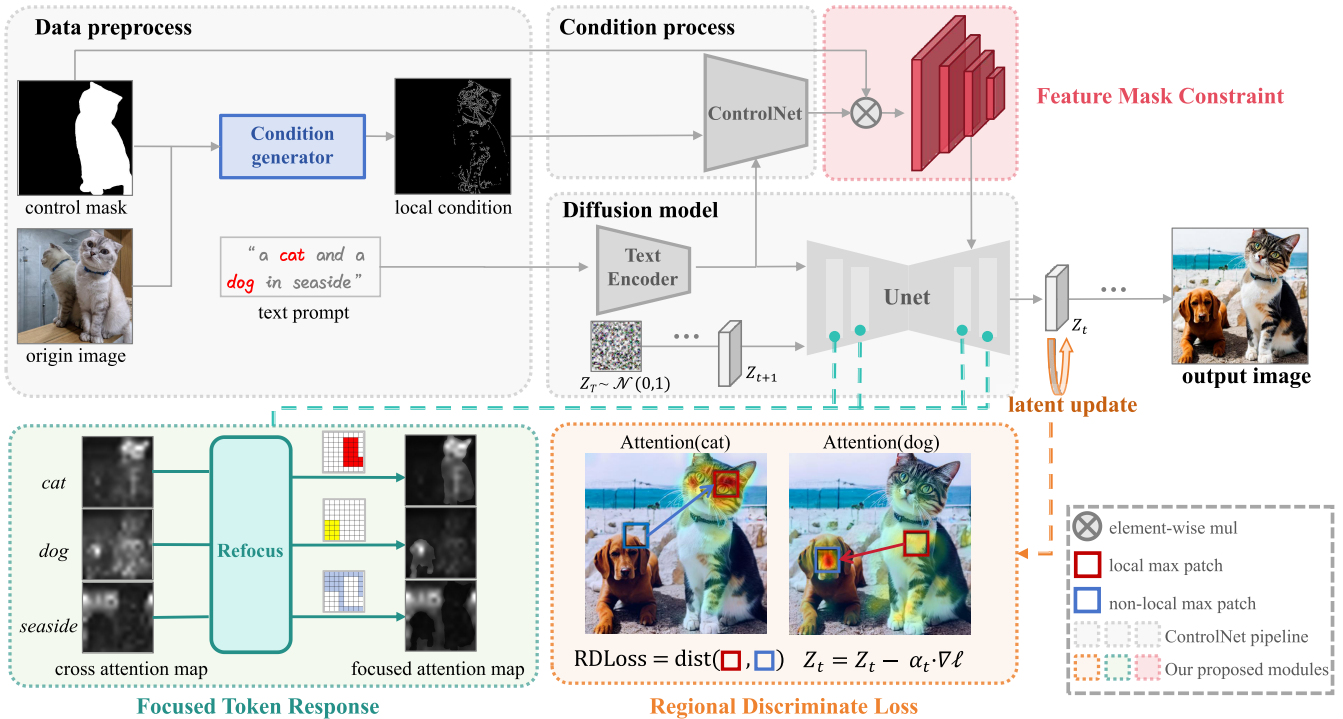 Data preprocess
control mask
origin image
Condition
generator
local condition
"a cat and a
dog in seaside"
text prompt
Condition process
ControlNet
Feature Mask Constraint
Diffusion model
Text
Encoder
Z_T ~ 𝒩(0,1)
...
Z_{t+1}
Unet
Z_t
...
output image
latent update
cat
dog
seaside
Refocus
cross attention map
focused attention map
Focused Token Response
Attention(cat)
Attention(dog)
RDLoss = dist( , )
Z_t = Z_t − α_t·∇ℓ
Regional Discriminate Loss
element-wise mul
local max patch
non-local max patch
ControlNet pipeline
Our proposed modules